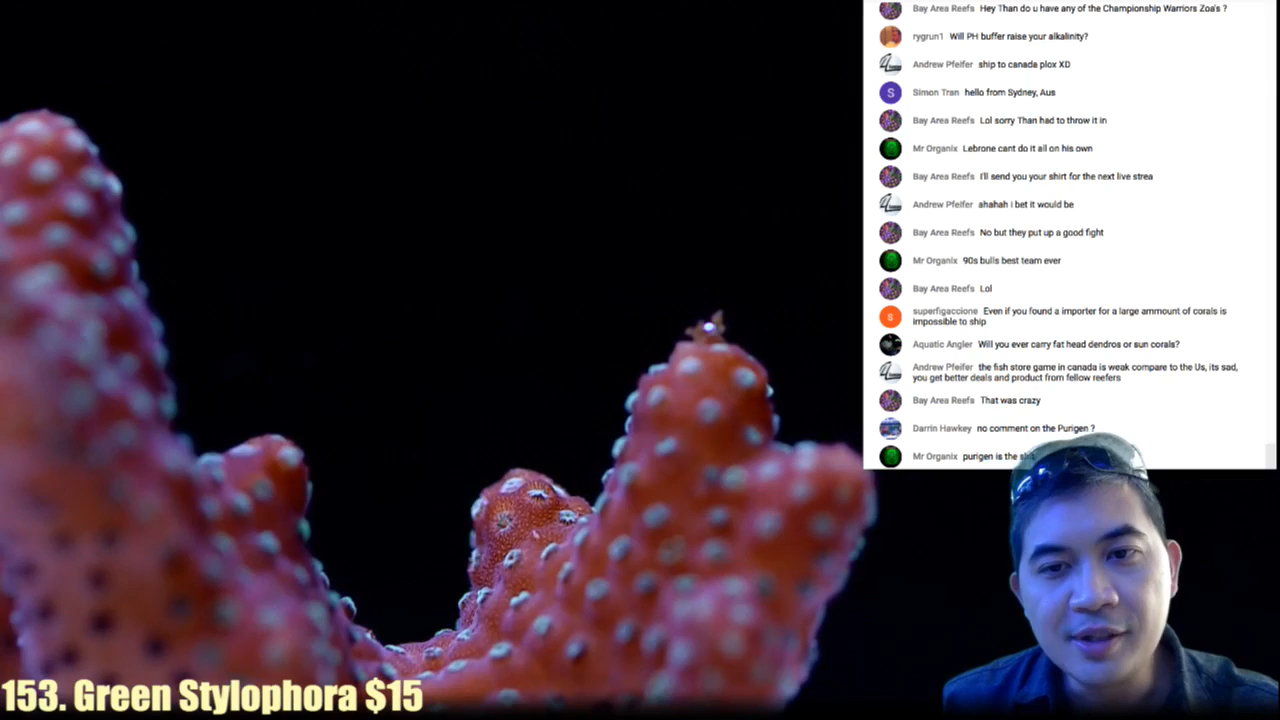 Bay Area Reefs Hey Than do u have any of the Championship Warriors Zoa's ?
rygrun1 Will PH buffer raise your alkalinity?
Andrew Pfeifer ship to canada plox XD
S Simon Tran hello from Sydney, Aus
Bay Area Reefs Lol sorry Than had to throw it in
Mr Organix Lebrone cant do it all on his own
Bay Area Reefs I'll send you your shirt for the next live strea
Andrew Pfeifer ahahah i bet it would be
Bay Area Reefs No but they put up a good fight
Mr Organix 90s bulls best team ever
Bay Area Reefs Lol
S superfigaccione Even if you found a importer for a large ammount of corals is
impossible to ship
Aquatic Angler Will you ever carry fat head dendros or sun corals?
Andrew Pfeifer the fish store game in canada is weak compare to the Us, its sad,
you get better deals and product from fellow reefers
Bay Area Reefs That was crazy
Darrin Hawkey no comment on the Purigen ?
Mr Organix purigen is the
153. Green Stylophora $15